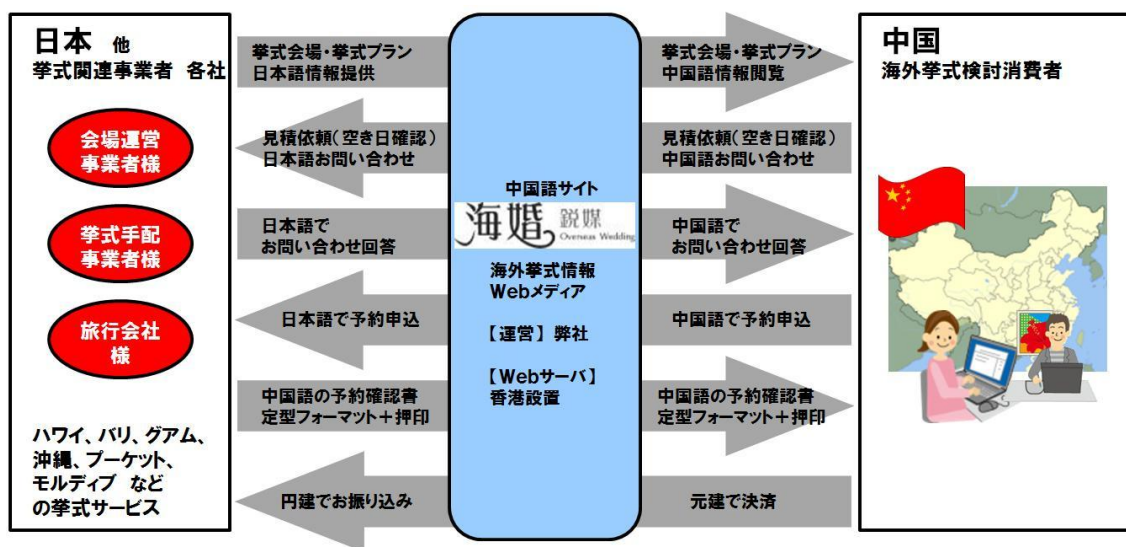 日本 他
挙式関連事業者 各社
会場運営
事業者様
挙式手配
事業者様
旅行会社
様
ハワイ、バリ、グアム、
沖縄、プーケット、
モルディブ など
の挙式サービス
挙式会場・挙式プラン
日本語情報提供
見積依頼(空き日確認)
日本語お問い合わせ
日本語で
お問い合わせ回答
日本語で予約申込
中国語の予約確認書
定型フォーマット+押印
円建でお振り込み
中国語サイト
海婚 鋭媒
Overseas Wedding
海外挙式情報
Webメディア
【運営】 弊社
【Webサーバ】
香港設置
挙式会場・挙式プラン
中国語情報閲覧
見積依頼(空き日確認)
中国語お問い合わせ
中国語で
お問い合わせ回答
中国語で予約申込
中国語の予約確認書
定型フォーマット+押印
元建で決済
中国
海外挙式検討消費者